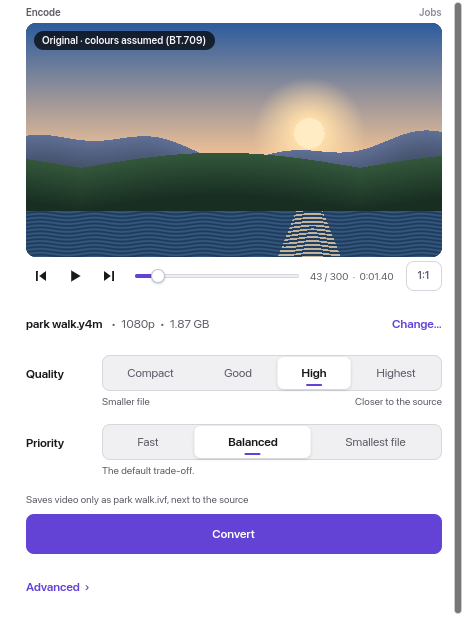 Encode
Jobs
Original · colours assumed (BT.709)
43 / 300 · 0:01.40
1:1
park walk.y4m · 1080p · 1.87 GB
Change...
Quality
Compact
Good
High
Highest
Smaller file
Closer to the source
Priority
Fast
Balanced
Smallest file
The default trade-off.
Saves video only as park walk.ivf, next to the source
Convert
Advanced ›